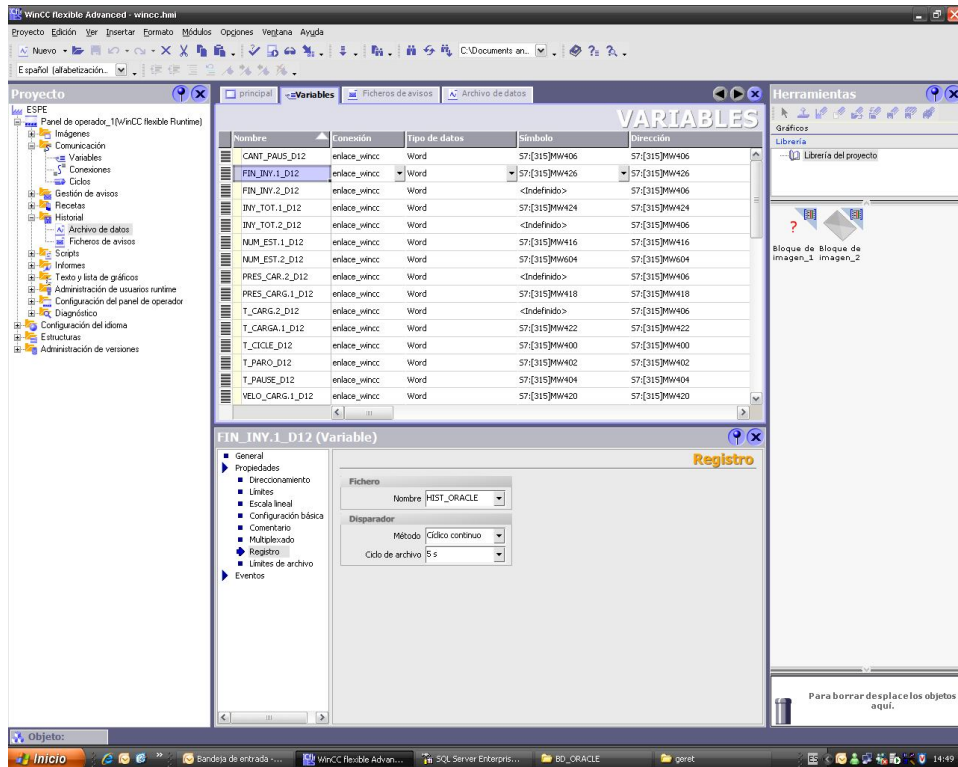 WinCC flexible Advanced - wincc.hmi
Proyecto Edición Ver Insertar Formato Módulos Opciones Ventana Ayuda
Nuevo C:\Documents an...
Español (alfabetización...
Proyecto
ESPE
Panel de operador_1(WinCC flexible Runtime)
Imágenes
Comunicación
Variables
Conexiones
Ciclos
Gestión de avisos
Recetas
Historial
Archivo de datos
Ficheros de avisos
Scripts
Informes
Texto y lista de gráficos
Administración de usuarios runtime
Configuración del panel de operador
Diagnóstico
Configuración del idioma
Estructuras
Administración de versiones
principal Variables Ficheros de avisos Archivo de datos
VARIABLES
Nombre Conexión Tipo de datos Símbolo Dirección
CANT_PAUS_D12 enlace_wincc Word S7:[315]MW406 S7:[315]MW406
FIN_INY.1_D12 enlace_wincc Word S7:[315]MW426 S7:[315]MW426
FIN_INY.2_D12 enlace_wincc Word <Indefinido> S7:[315]MW406
INY_TOT.1_D12 enlace_wincc Word S7:[315]MW424 S7:[315]MW424
INY_TOT.2_D12 enlace_wincc Word <Indefinido> S7:[315]MW406
NUM_EST.1_D12 enlace_wincc Word S7:[315]MW416 S7:[315]MW406
NUM_EST.2_D12 enlace_wincc Word S7:[315]MW604 S7:[315]MW604
PRES_CAR.2_D12 enlace_wincc Word <Indefinido> S7:[315]MW406
PRES_CARG.1_D12 enlace_wincc Word S7:[315]MW418 S7:[315]MW418
T_CARG.2_D12 enlace_wincc Word <Indefinido> S7:[315]MW406
T_CARGA.1_D12 enlace_wincc Word S7:[315]MW422 S7:[315]MW422
T_CICLE_D12 enlace_wincc Word S7:[315]MW400 S7:[315]MW400
T_PARO_D12 enlace_wincc Word S7:[315]MW402 S7:[315]MW402
T_PAUSE_D12 enlace_wincc Word S7:[315]MW404 S7:[315]MW404
VELO_CARG.1_D12 enlace_wincc Word S7:[315]MW420 S7:[315]MW420
FIN_INY.1_D12 (Variable)
General
Propiedades
Direccionamiento
Límites
Escala lineal
Configuración básica
Comentario
Multiplexado
Registro
Límites de archivo
Eventos
Registro
Fichero
Nombre HIST_ORACLE
Disparador
Método Cíclico continuo
Ciclo de archivo 5 s
Herramientas
Gráficos
Librería
Librería del proyecto
Bloque de imagen_1
Bloque de imagen_2
Para borrar desplace los objetos
aquí.
Objeto:
Inicio Bandeja de entrada -... WinCC flexible Advan... SQL Server Enterpris... BD_ORACLE geret ES 14:49